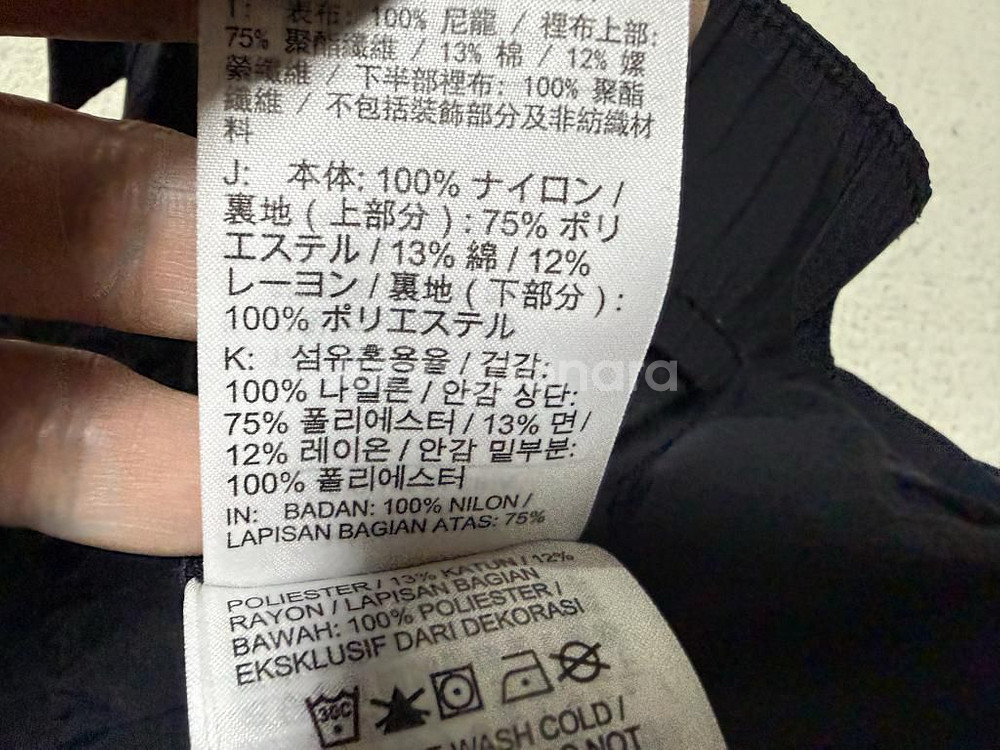 T: 表布: 100% 尼龍 / 裡布上部:
75% 聚酯纖維 / 13% 棉 / 12% 嫘
縈纖維 / 下半部裡布: 100% 聚酯
纖維 / 不包括裝飾部分及非紡織材
料
J: 本体: 100% ナイロン /
裏地 ( 上部分 ) : 75% ポリ
エステル / 13% 綿 / 12%
レーヨン / 裏地 ( 下部分 ) :
100% ポリエステル
K: 섬유혼용율 / 겉감:
100% 나일론 / 안감 상단:
75% 폴리에스터 / 13% 면 /
12% 레이온 / 안감 밑부분:
100% 폴리에스터
IN: BADAN: 100% NILON /
LAPISAN BAGIAN ATAS: 75%
POLIESTER / 13% KATUN / 12%
RAYON / LAPISAN BAGIAN
BAWAH: 100% POLIESTER /
EKSKLUSIF DARI DEKORASI
30C
WASH COLD /
NOT